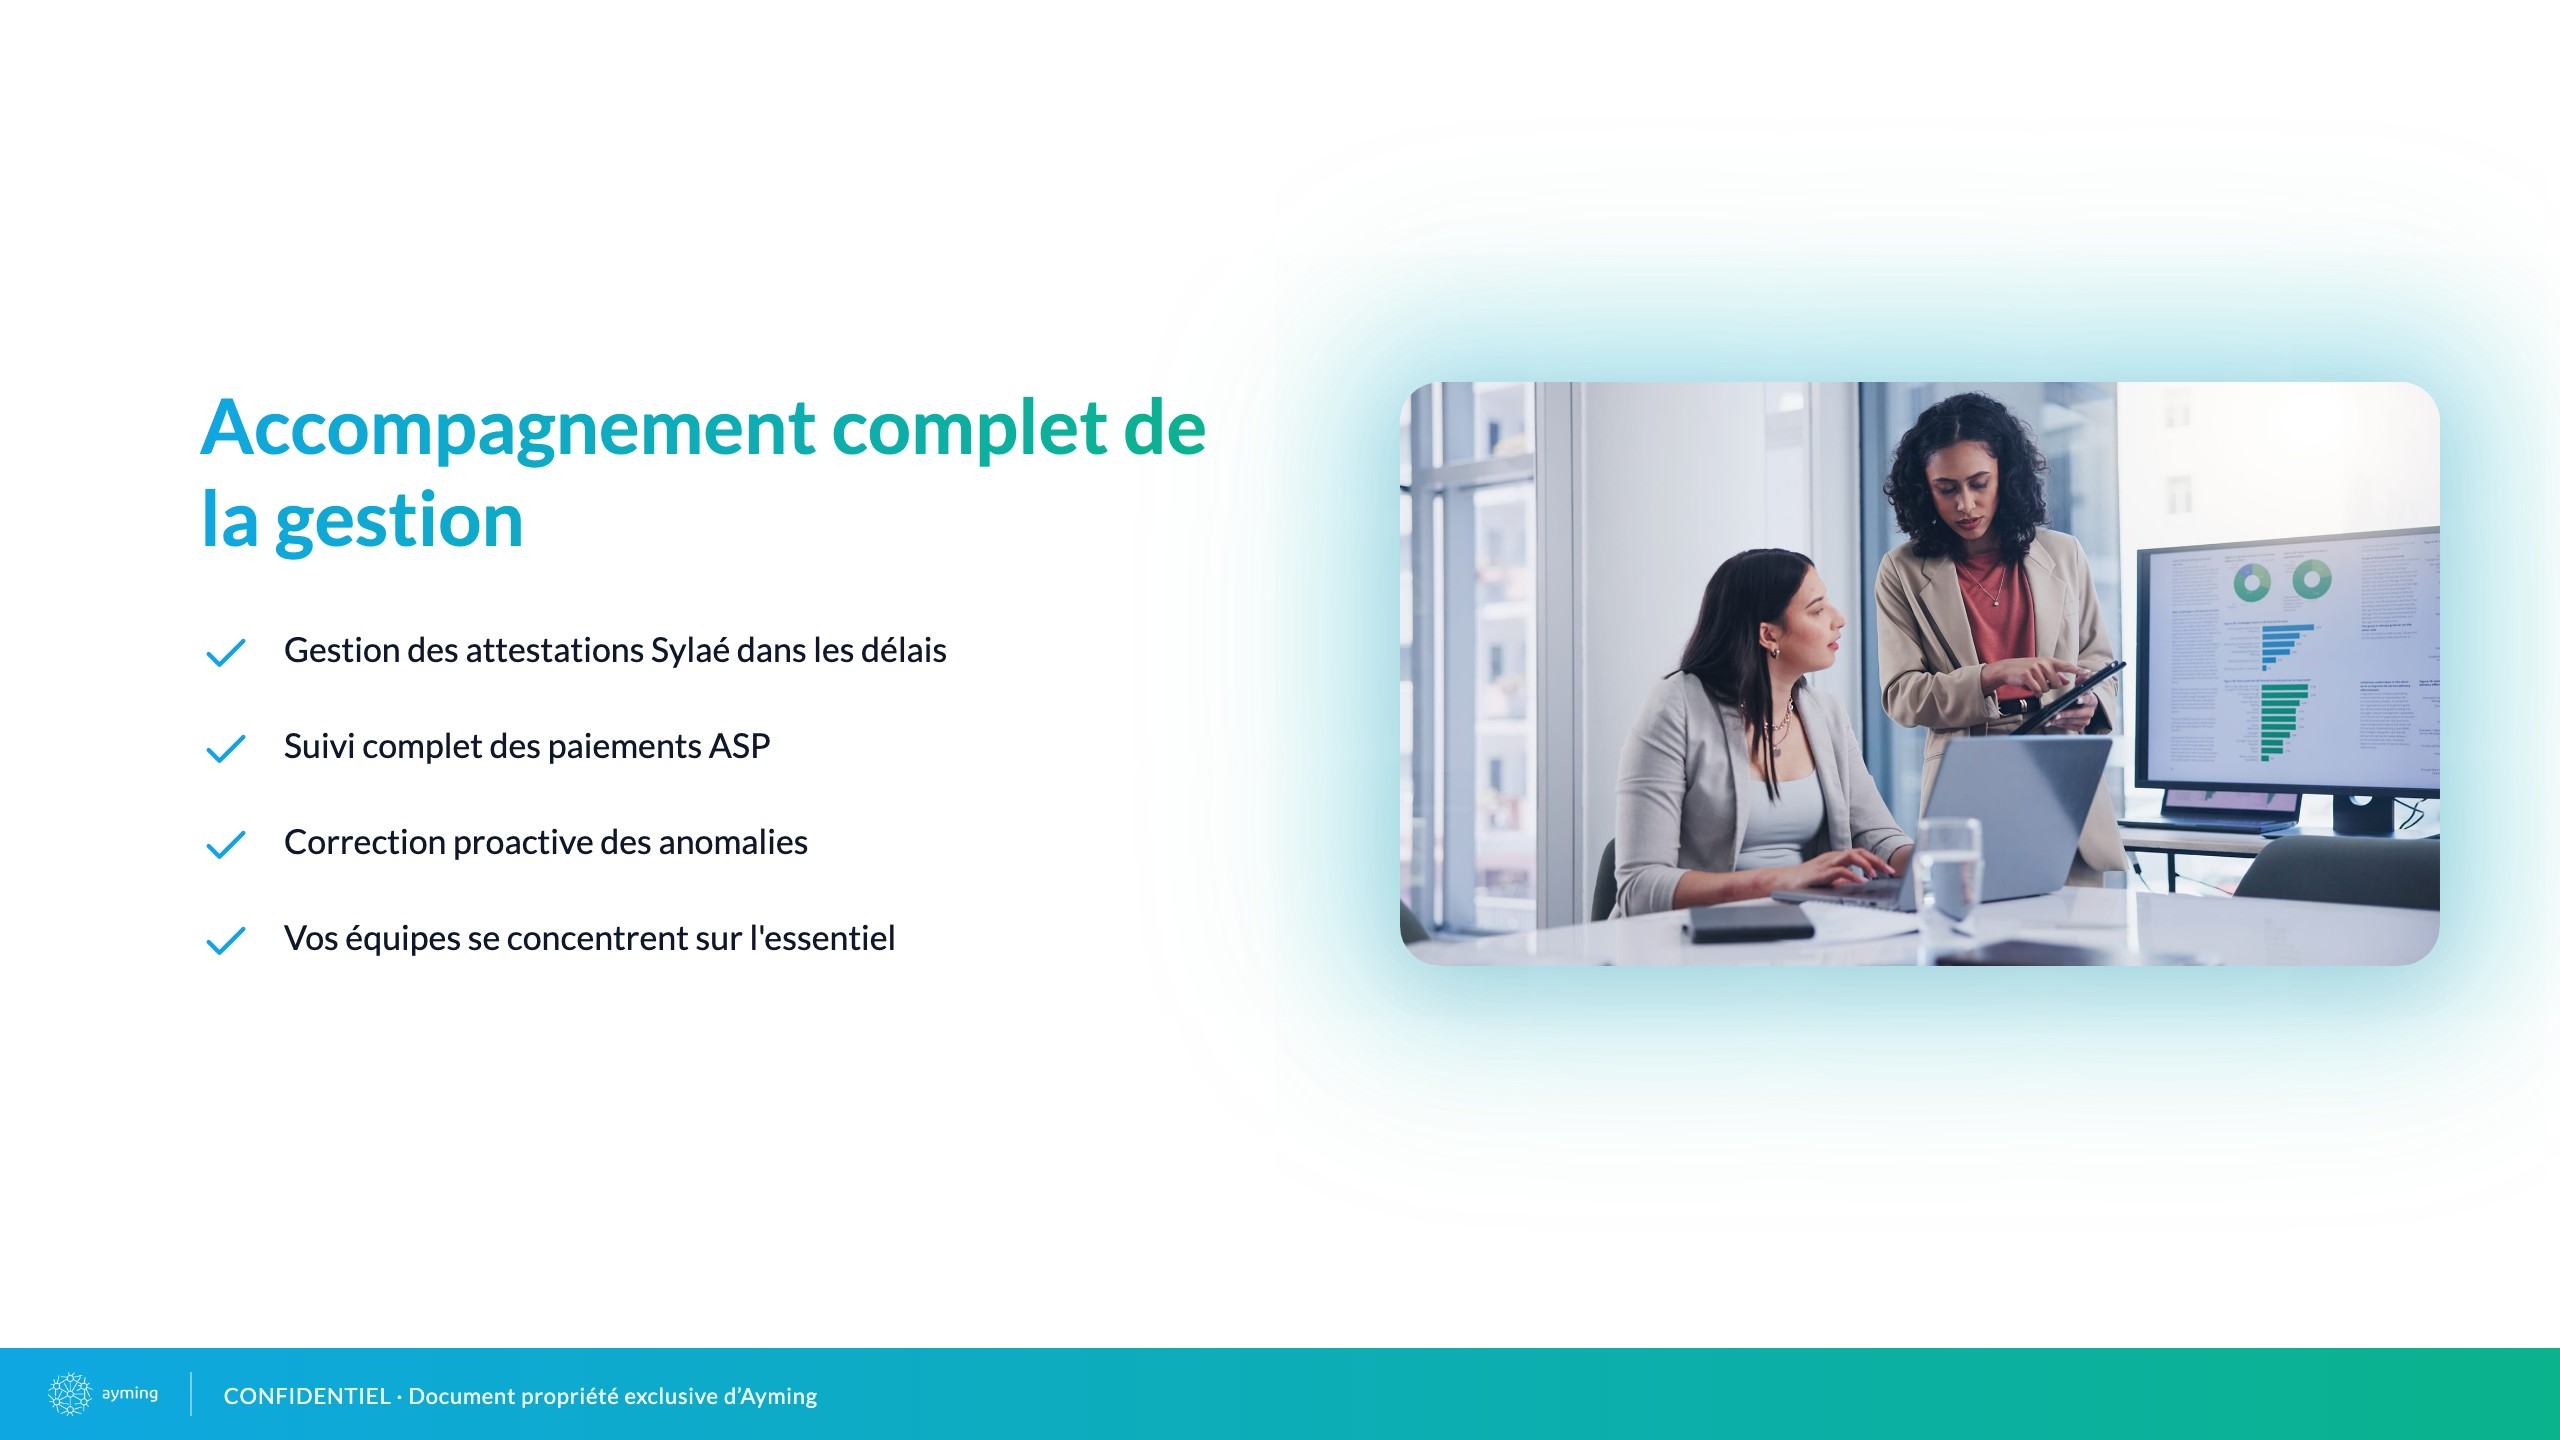 Accompagnement complet de
la gestion
Gestion des attestations Sylaé dans les délais
Suivi complet des paiements ASP
Correction proactive des anomalies
Vos équipes se concentrent sur l'essentiel
ayming
CONFIDENTIEL · Document propriété exclusive d’Ayming